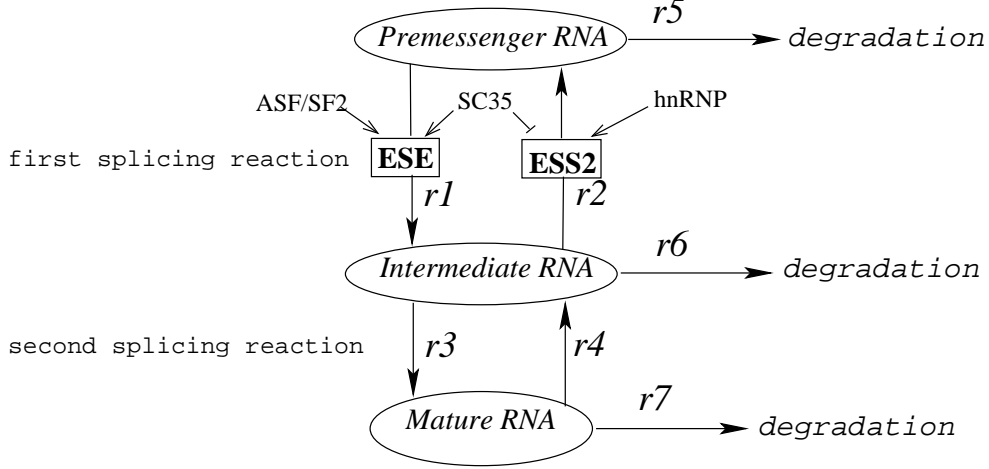 r5
Premessenger RNA
degradation
ASF/SF2
SC35
hnRNP
first splicing reaction
ESE
ESS2
r1
r2
Intermediate RNA
r6
degradation
second splicing reaction
r3
r4
Mature RNA
r7
degradation